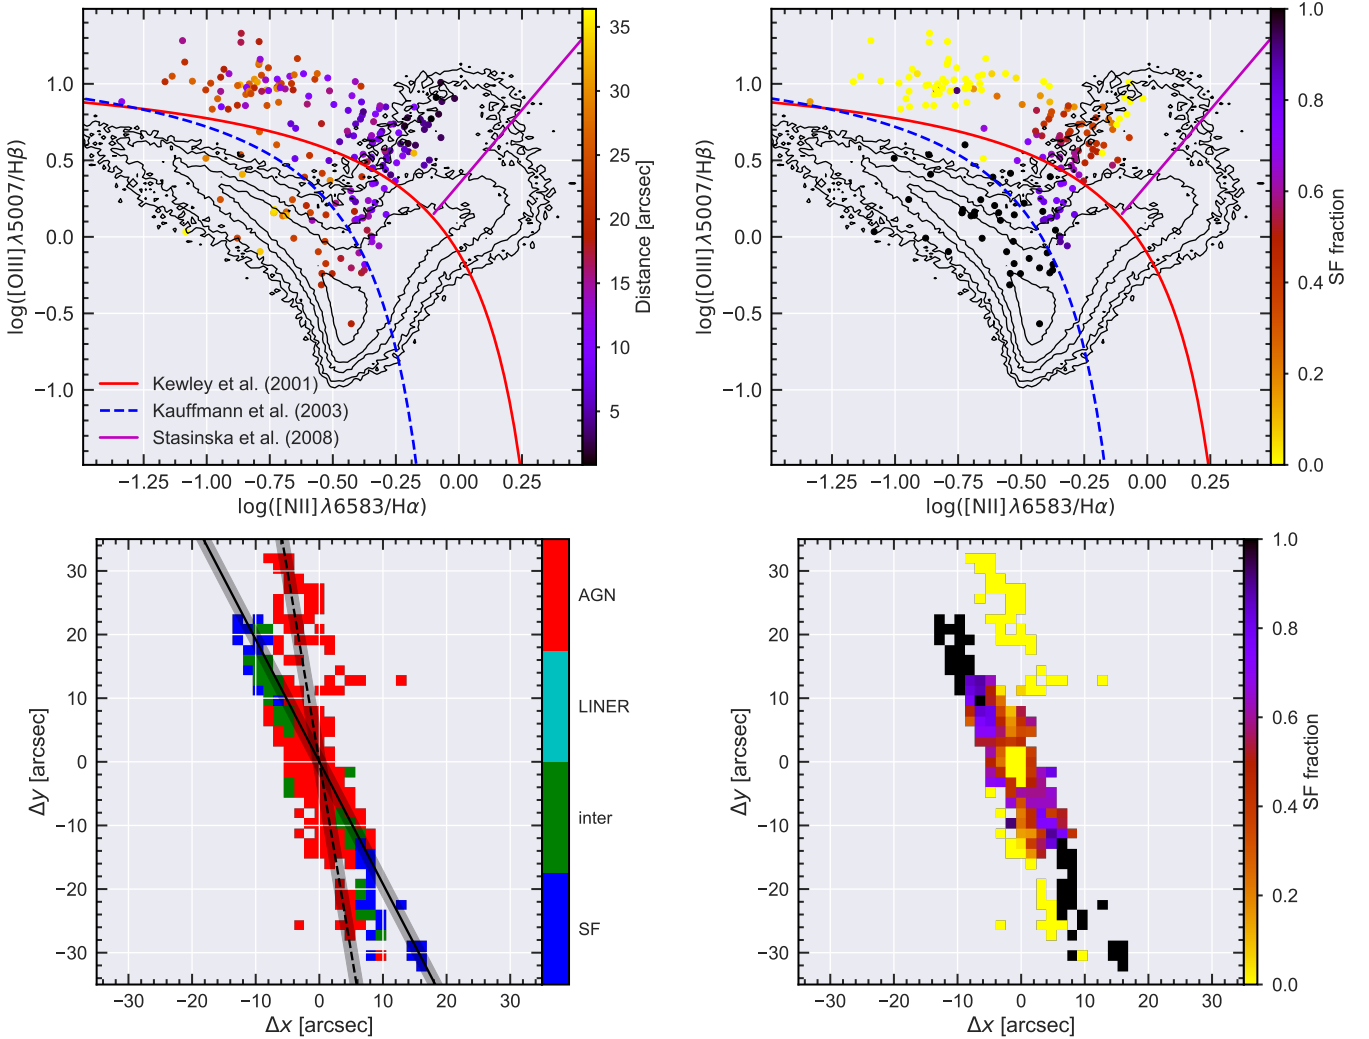 log([OIII]λ5007/Hβ)
1.0
0.5
0.0
−0.5
−1.0
Kewley et al. (2001)
Kauffmann et al. (2003)
Stasinska et al. (2008)
−1.25 −1.00 −0.75 −0.50 −0.25 0.00 0.25
log([NII]λ6583/Hα)
35
30
25
20
15
10
5
Distance [arcsec]
log([OIII]λ5007/Hβ)
1.0
0.5
0.0
−0.5
−1.0
−1.25 −1.00 −0.75 −0.50 −0.25 0.00 0.25
log([NII]λ6583/Hα)
1.0
0.8
0.6
0.4
0.2
0.0
SF fraction
Δy [arcsec]
30
20
10
0
−10
−20
−30
−30 −20 −10 0 10 20 30
Δx [arcsec]
AGN
LINER
inter
SF
Δy [arcsec]
30
20
10
0
−10
−20
−30
−30 −20 −10 0 10 20 30
Δx [arcsec]
1.0
0.8
0.6
0.4
0.2
0.0
SF fraction